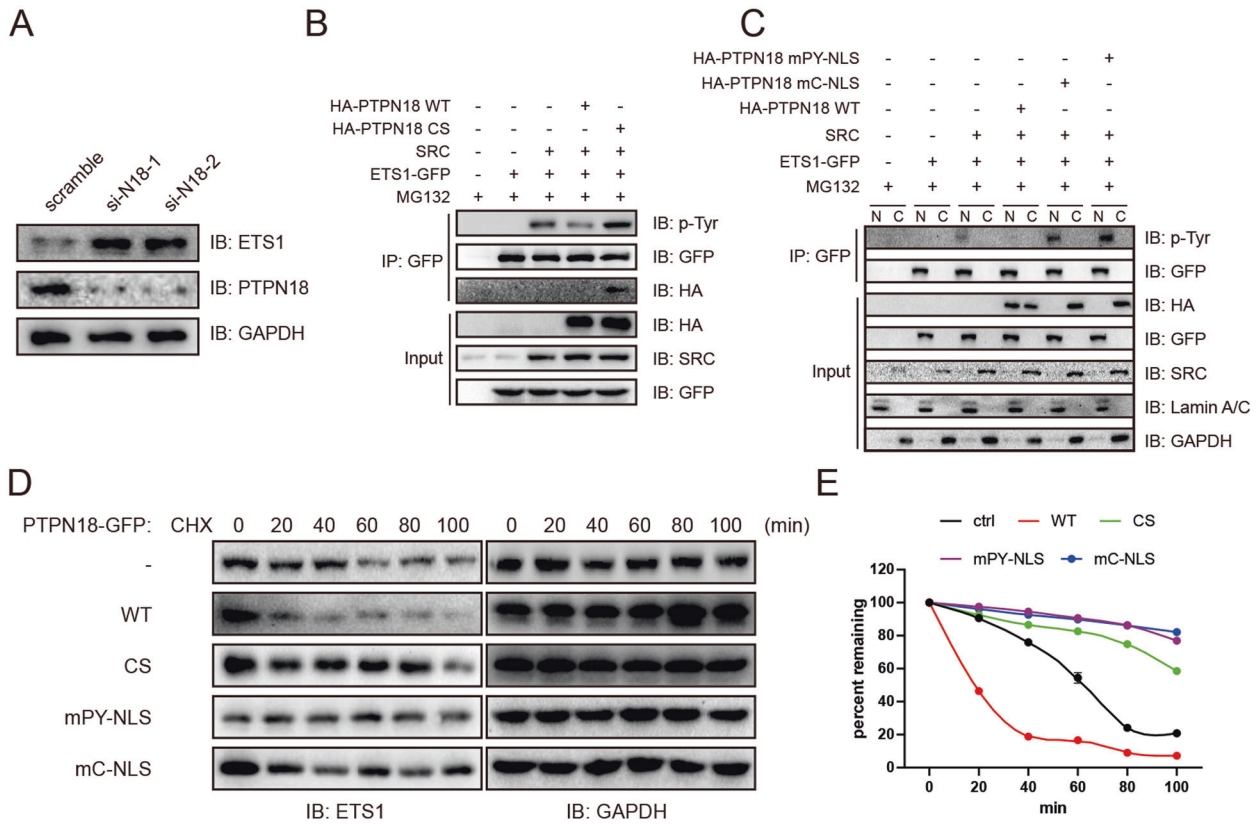 A
scramble
si-N18-1
si-N18-2
IB: ETS1
IB: PTPN18
IB: GAPDH
B
HA-PTPN18 WT - - - + -
HA-PTPN18 CS - - - - +
SRC - - + + +
ETS1-GFP - + + + +
MG132 + + + + +
IP: GFP
IB: p-Tyr
IB: GFP
IB: HA
Input
IB: HA
IB: SRC
IB: GFP
C
HA-PTPN18 mPY-NLS - - - - - +
HA-PTPN18 mC-NLS - - - - + -
HA-PTPN18 WT - - - + - -
SRC - - + + + +
ETS1-GFP - + + + + +
MG132 + + + + + +
N C N C N C N C N C N C
IP: GFP
IB: p-Tyr
IB: GFP
Input
IB: HA
IB: GFP
IB: SRC
IB: Lamin A/C
IB: GAPDH
D
PTPN18-GFP: CHX 0 20 40 60 80 100 0 20 40 60 80 100 (min)
-
WT
CS
mPY-NLS
mC-NLS
IB: ETS1 IB: GAPDH
E
ctrl WT CS
mPY-NLS mC-NLS
percent remaining
120
100
80
60
40
20
0
0 20 40 60 80 100
min